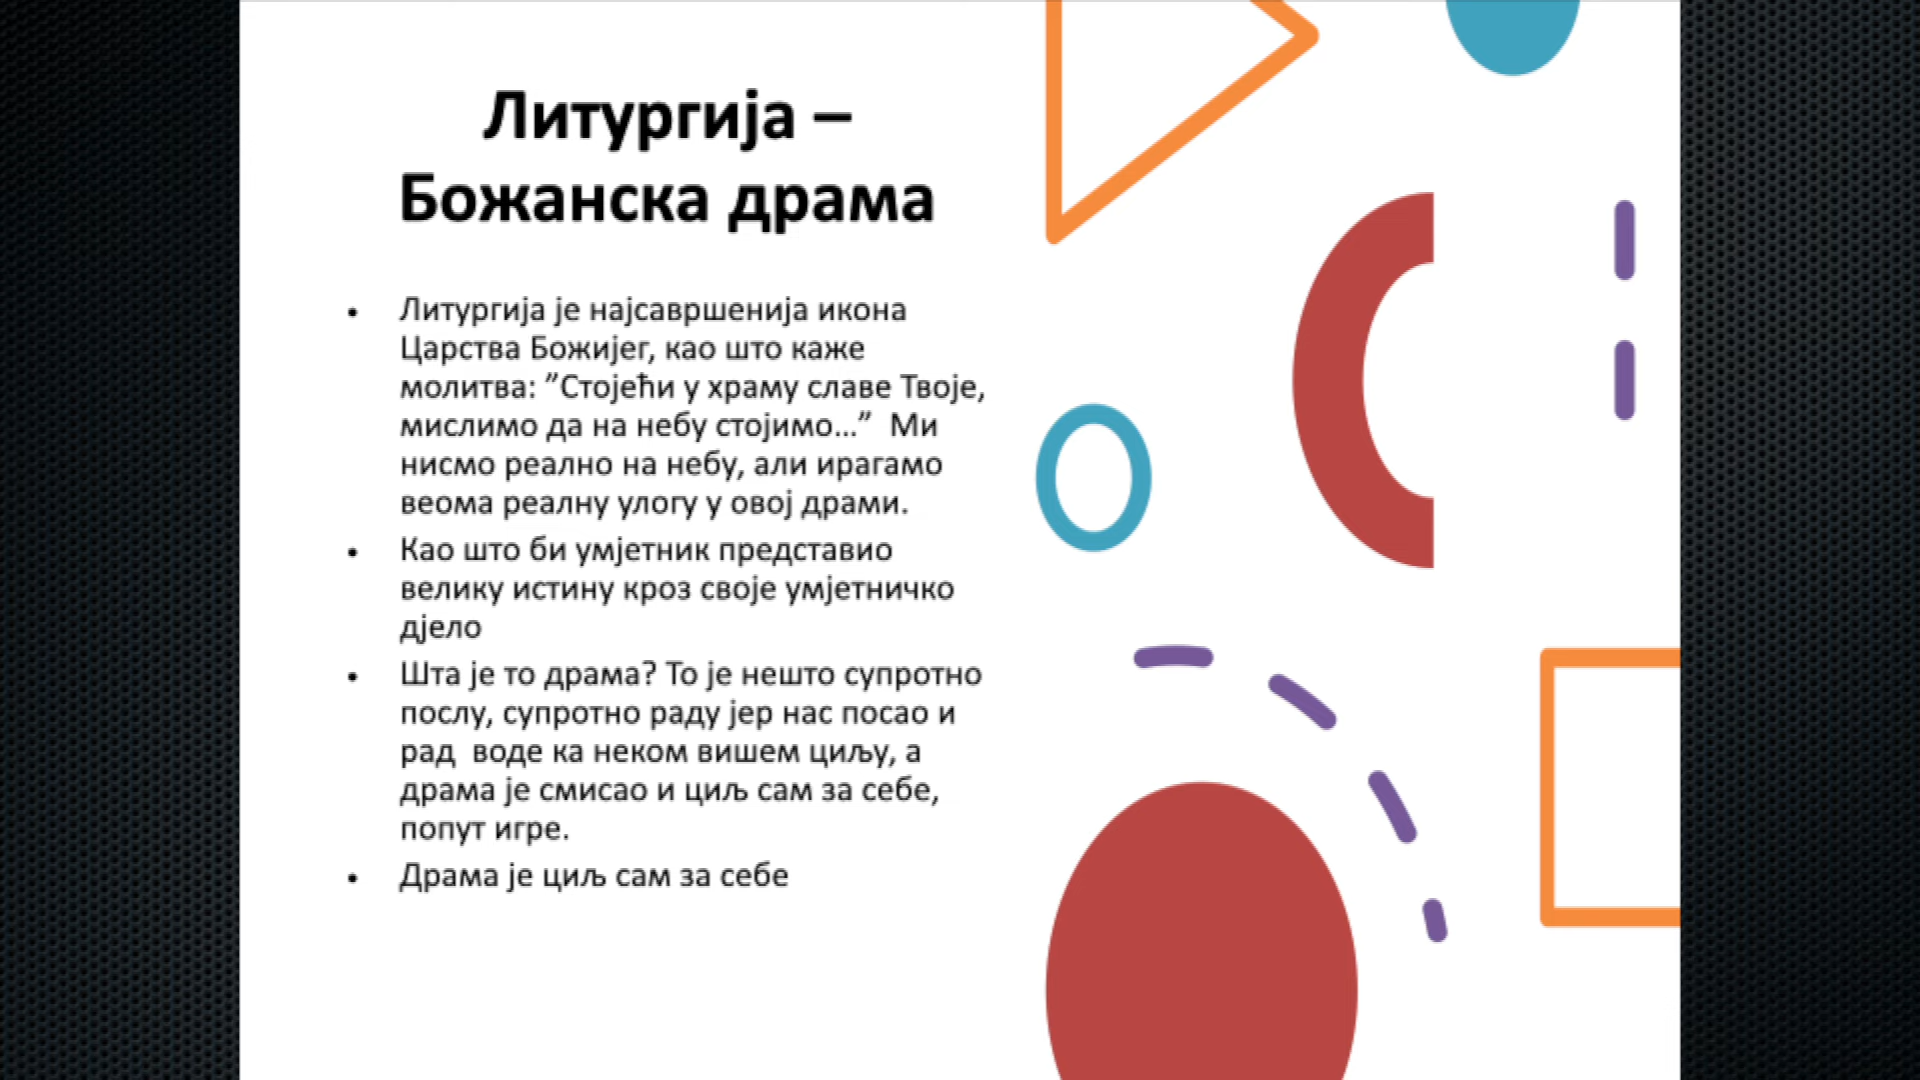 Литургија –
Божанска драма
• Литургија је најсавршенија икона
Царства Божијег, као што каже
молитва: ”Стојећи у храму славе Твоје,
мислимо да на небу стојимо...”  Ми
нисмо реално на небу, али ирагамо
веома реалну улогу у овој драми.
• Као што би умјетник представио
велику истину кроз своје умјетничко
дјело
• Шта је то драма? То је нешто супротно
послу, супротно раду јер нас посао и
рад  воде ка неком вишем циљу, а
драма је смисао и циљ сам за себе,
попут игре.
• Драма је циљ сам за себе